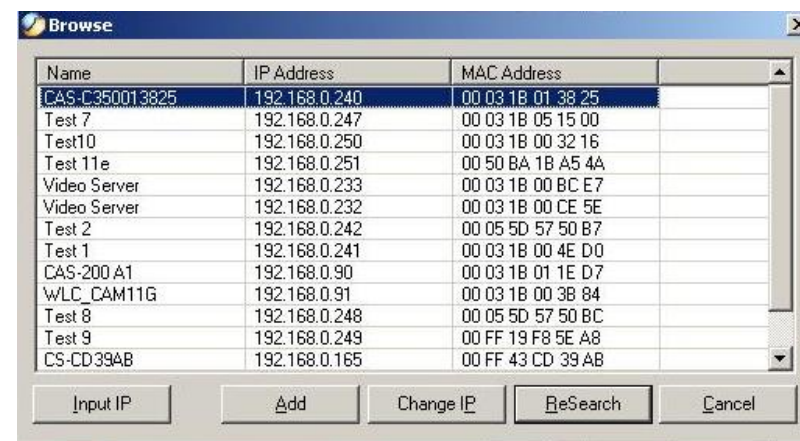 Browse
Name IP Address MAC Address
CAS-C350013825 192.168.0.240 00 03 1B 01 38 25
Test 7 192.168.0.247 00 03 1B 05 15 00
Test10 192.168.0.250 00 03 1B 00 32 16
Test 11e 192.168.0.251 00 50 BA 1B A5 4A
Video Server 192.168.0.233 00 03 1B 00 BC E7
Video Server 192.168.0.232 00 03 1B 00 CE 5E
Test 2 192.168.0.242 00 05 5D 57 50 B7
Test 1 192.168.0.241 00 03 1B 00 4E D0
CAS-200 A1 192.168.0.90 00 03 1B 01 1E D7
WLC_CAM11G 192.168.0.91 00 03 1B 00 3B 84
Test 8 192.168.0.248 00 05 5D 57 50 BC
Test 9 192.168.0.249 00 FF 19 F8 5E A8
CS-CD39AB 192.168.0.165 00 FF 43 CD 39 AB
Input IP Add Change IP ReSearch Cancel